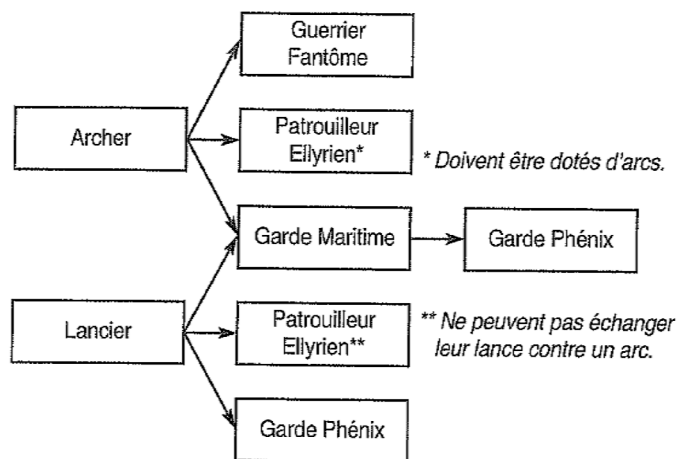 Guerrier
Fantôme
Archer
Patrouilleur
Ellyrien*
* Doivent être dotés d'arcs.
Garde Maritime
Garde Phénix
Lancier
Patrouilleur
Ellyrien**
** Ne peuvent pas échanger
leur lance contre un arc.
Garde Phénix